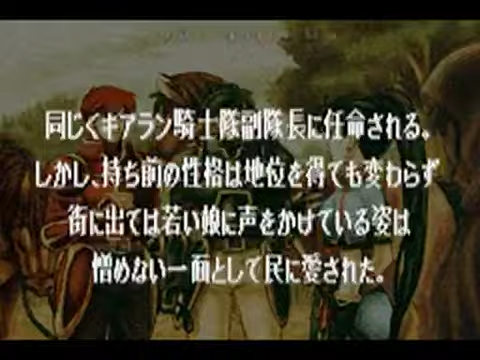 同じくキアラン騎士隊副隊長に任命される。
しかし、持ち前の性格は地位を得ても変わらず
街に出ては若い娘に声をかけている姿は
憎めない一面として民に愛された。